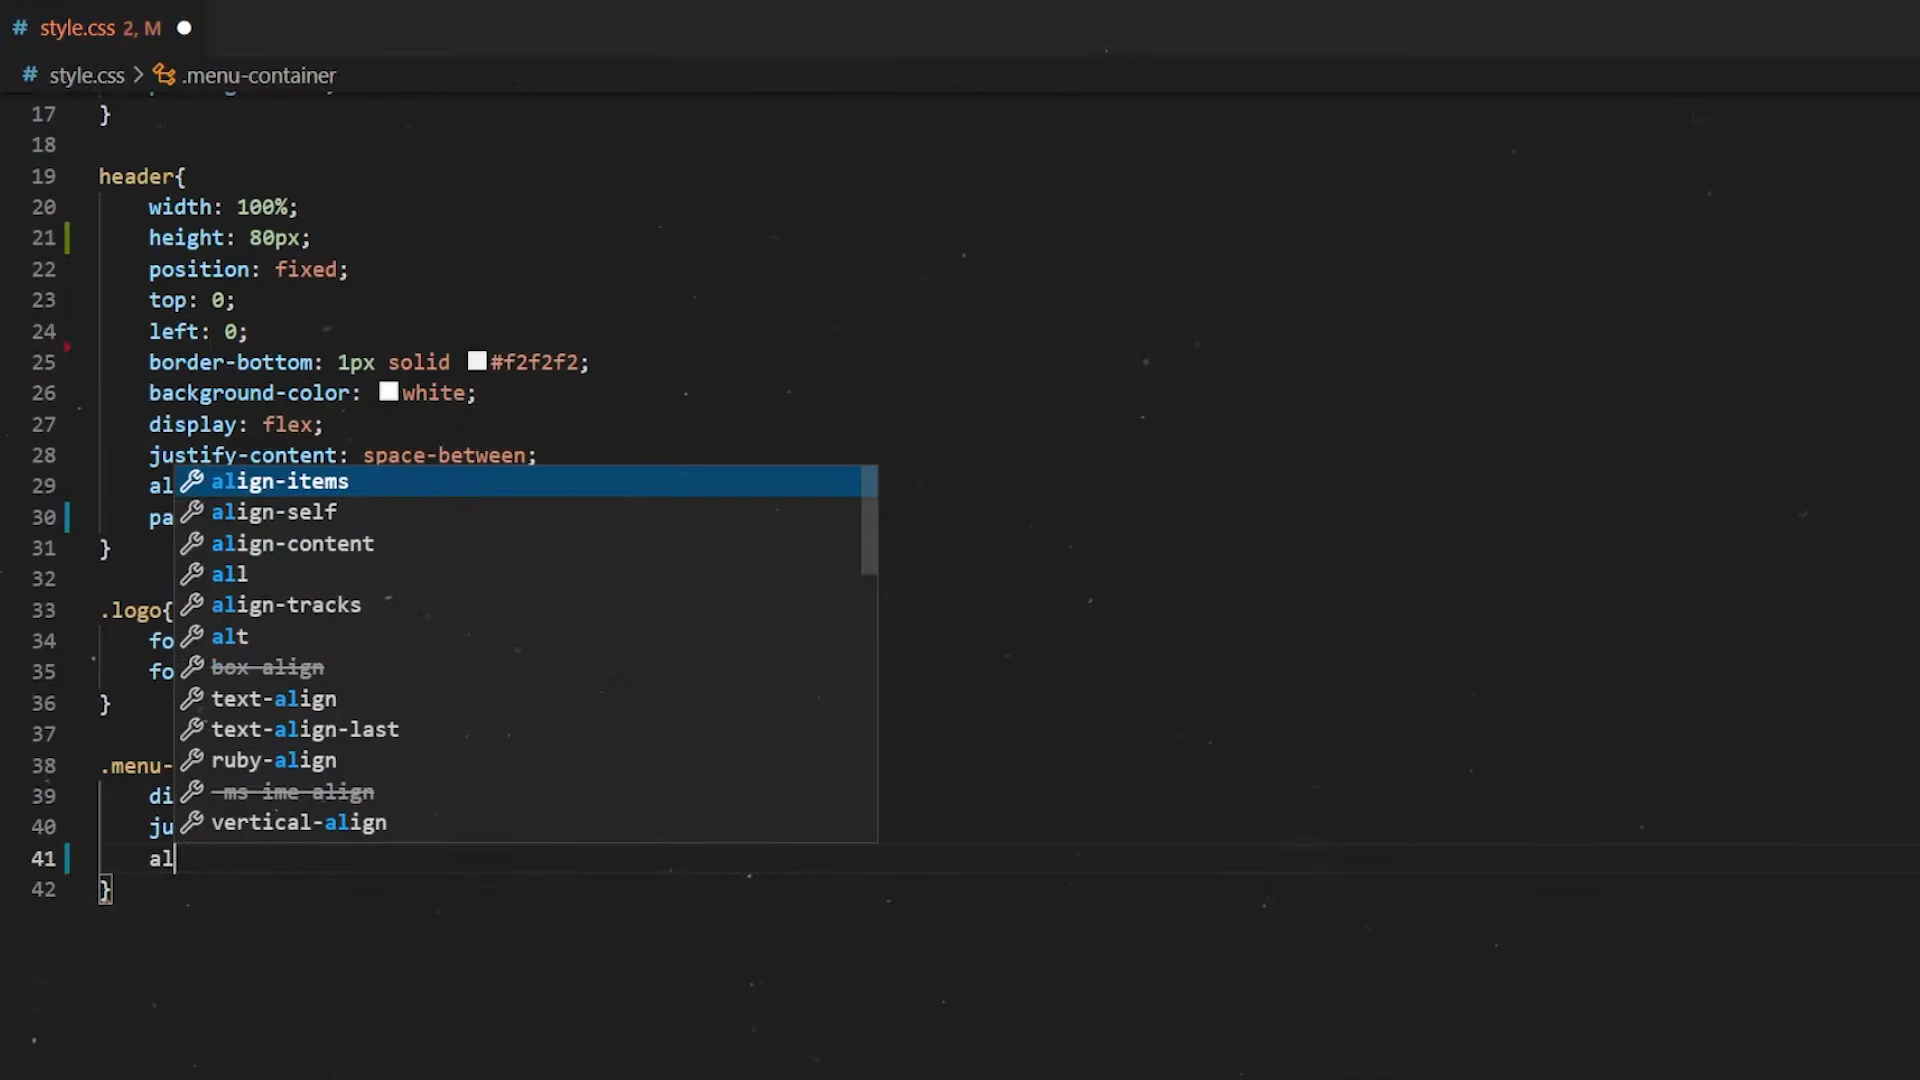 # style.css 2, M
# style.css > .menu-container
17 }
18
19 header{
20 width: 100%;
21 height: 80px;
22 position: fixed;
23 top: 0;
24 left: 0;
25 border-bottom: 1px solid #f2f2f2;
26 background-color: white;
27 display: flex;
28 justify-content: space-between;
29 al
30 pa
31 }
32
33 .logo{
34 fo
35 fo
36 }
37
38 .menu-
39 di
40 ju
align-items
align-self
align-content
all
align-tracks
alt
box-align
text-align
text-align-last
ruby-align
-ms-ime-align
vertical-align
41 al
42 }